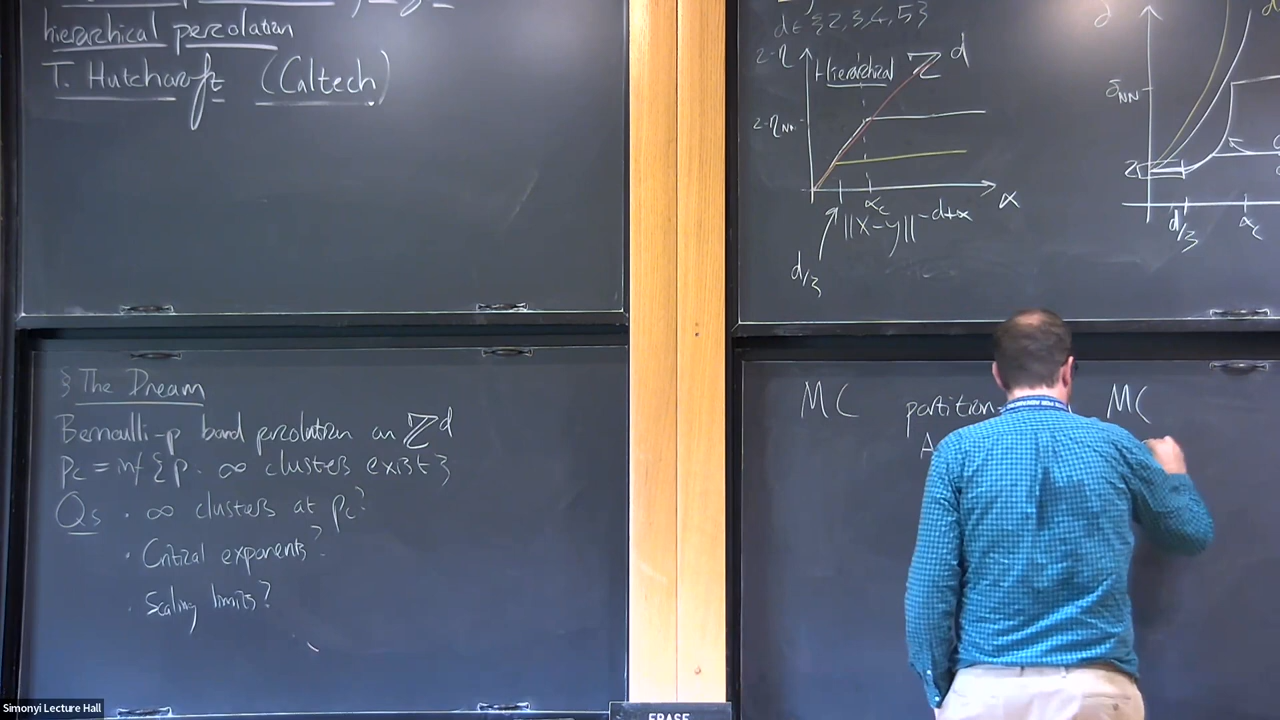 hierarchical percolation
T. Hutchcroft (Caltech)
§ The Dream
Bernoulli-p bond percolation on ℤ^d
p_c = inf { p : ∞ clusters exist }
Qs · ∞ clusters at p_c?
· Critical exponents?
· Scaling limits?
d ∈ {2,3,4,5}
2-η
Hierarchical ℤ^d
2-η_NN
α_c
α
||x-y||^{-d+α}
d/3
δ_NN
2
d/3
α_c
MC
partition
MC
Simonyi Lecture Hall
ERASE